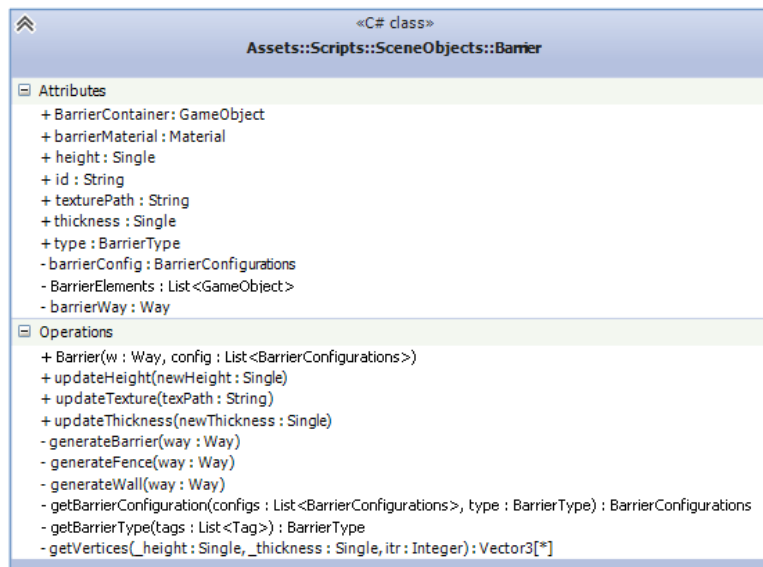 «C# class»
Assets::Scripts::SceneObjects::Barrier
Attributes
+ BarrierContainer: GameObject
+ barrierMaterial : Material
+ height : Single
+ id : String
+ texturePath : String
+ thickness : Single
+ type : BarrierType
- barrierConfig : BarrierConfigurations
- BarrierElements : List<GameObject>
- barrierWay : Way
Operations
+ Barrier(w : Way, config : List<BarrierConfigurations>)
+ updateHeight(newHeight : Single)
+ updateTexture(texPath : String)
+ updateThickness(newThickness : Single)
- generateBarrier(way : Way)
- generateFence(way : Way)
- generateWall(way : Way)
- getBarrierConfiguration(configs : List<BarrierConfigurations>, type : BarrierType) : BarrierConfigurations
- getBarrierType(tags : List<Tag>) : BarrierType
- getVertices(_height : Single, _thickness : Single, itr : Integer) : Vector3[*]